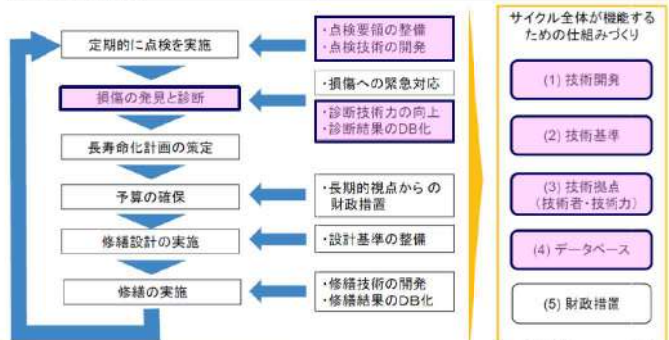 定期的に点検を実施
損傷の発見と診断
長寿命化計画の策定
予算の確保
修繕設計の実施
修繕の実施
・点検要領の整備
・点検技術の開発
・損傷への緊急対応
・診断技術力の向上
・診断結果のDB化
・長期的視点からの
財政措置
・設計基準の整備
・修繕技術の開発
・修繕結果のDB化
サイクル全体が機能する
ための仕組みづくり
(1) 技術開発
(2) 技術基準
(3) 技術拠点
(技術者・技術力)
(4) データベース
(5) 財政措置